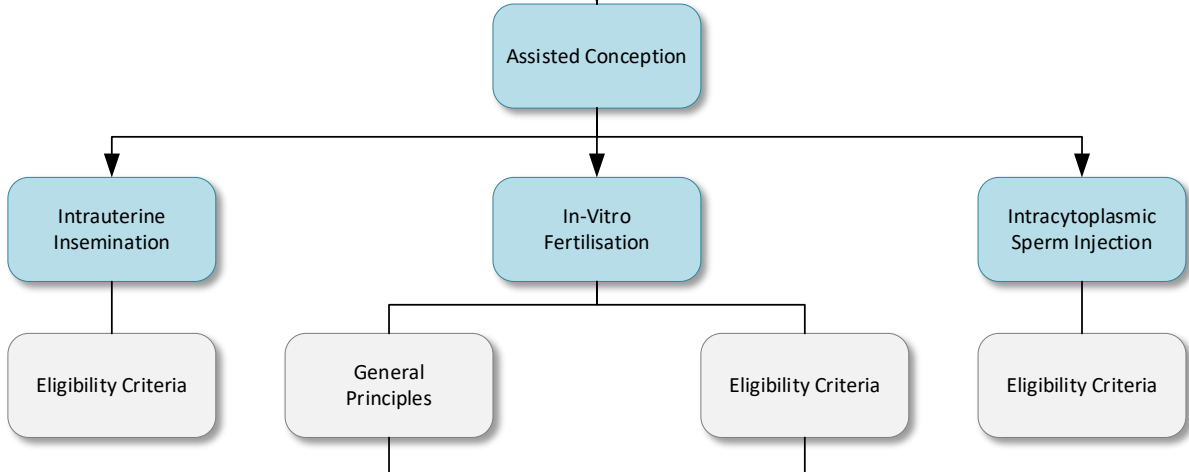 Assisted Conception
Intrauterine
Insemination
In-Vitro
Fertilisation
Intracytoplasmic
Sperm Injection
Eligibility Criteria
General
Principles
Eligibility Criteria
Eligibility Criteria